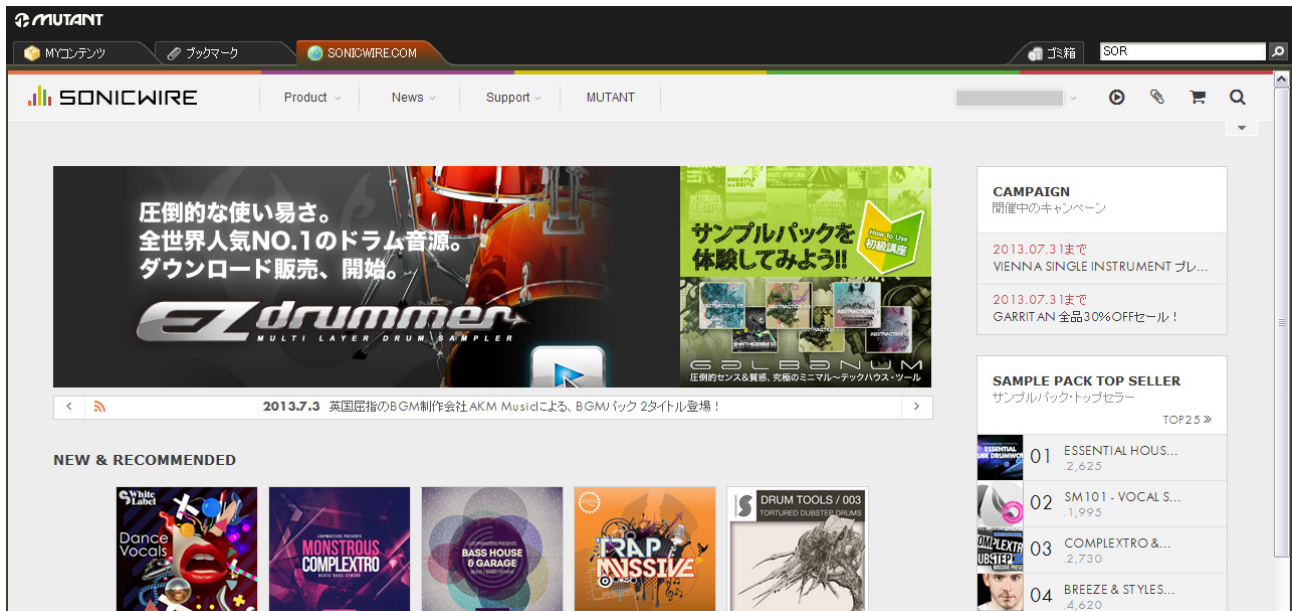 MUTANT
MYコンテンツ
ブックマーク
SONICWIRE.COM
ゴミ箱
SOR
SONICWIRE
Product
News
Support
MUTANT
圧倒的な使い易さ。
全世界人気NO.1のドラム音源。
ダウンロード販売、開始。
EZdrummer
MULTI LAYER DRUM SAMPLER
サンプルパックを
体験してみよう!!
How to Use
初級講座
GALBANUM
圧倒的センス&質感、究極のミニマル〜テックハウス・ツール
2013.7.3 英国屈指のBGM制作会社AKM Musicによる、BGMパック 2タイトル登場！
CAMPAIGN
開催中のキャンペーン
2013.07.31まで
VIENNA SINGLE INSTRUMENT プレ...
2013.07.31まで
GARRITAN 全品30%OFFセール！
SAMPLE PACK TOP SELLER
サンプルパック・トップセラー
TOP25
01 ESSENTIAL HOUS...
.2,625
02 SM101 - VOCAL S...
.1,995
03 COMPLEXTRO &...
.2,730
04 BREEZE & STYLES...
.4,620
NEW & RECOMMENDED
White Label
Dance
Vocals
MONSTROUS
COMPLEXTRO
BASS HOUSE
& GARAGE
TRAP
MASSIVE
DRUM TOOLS / 003
TORTURED DUBSTEP DRUMS